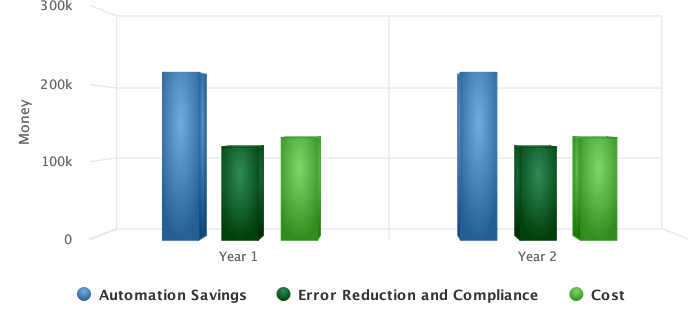 300k
200k
Money
100k
0
Year 1 Year 2
Automation Savings Error Reduction and Compliance Cost